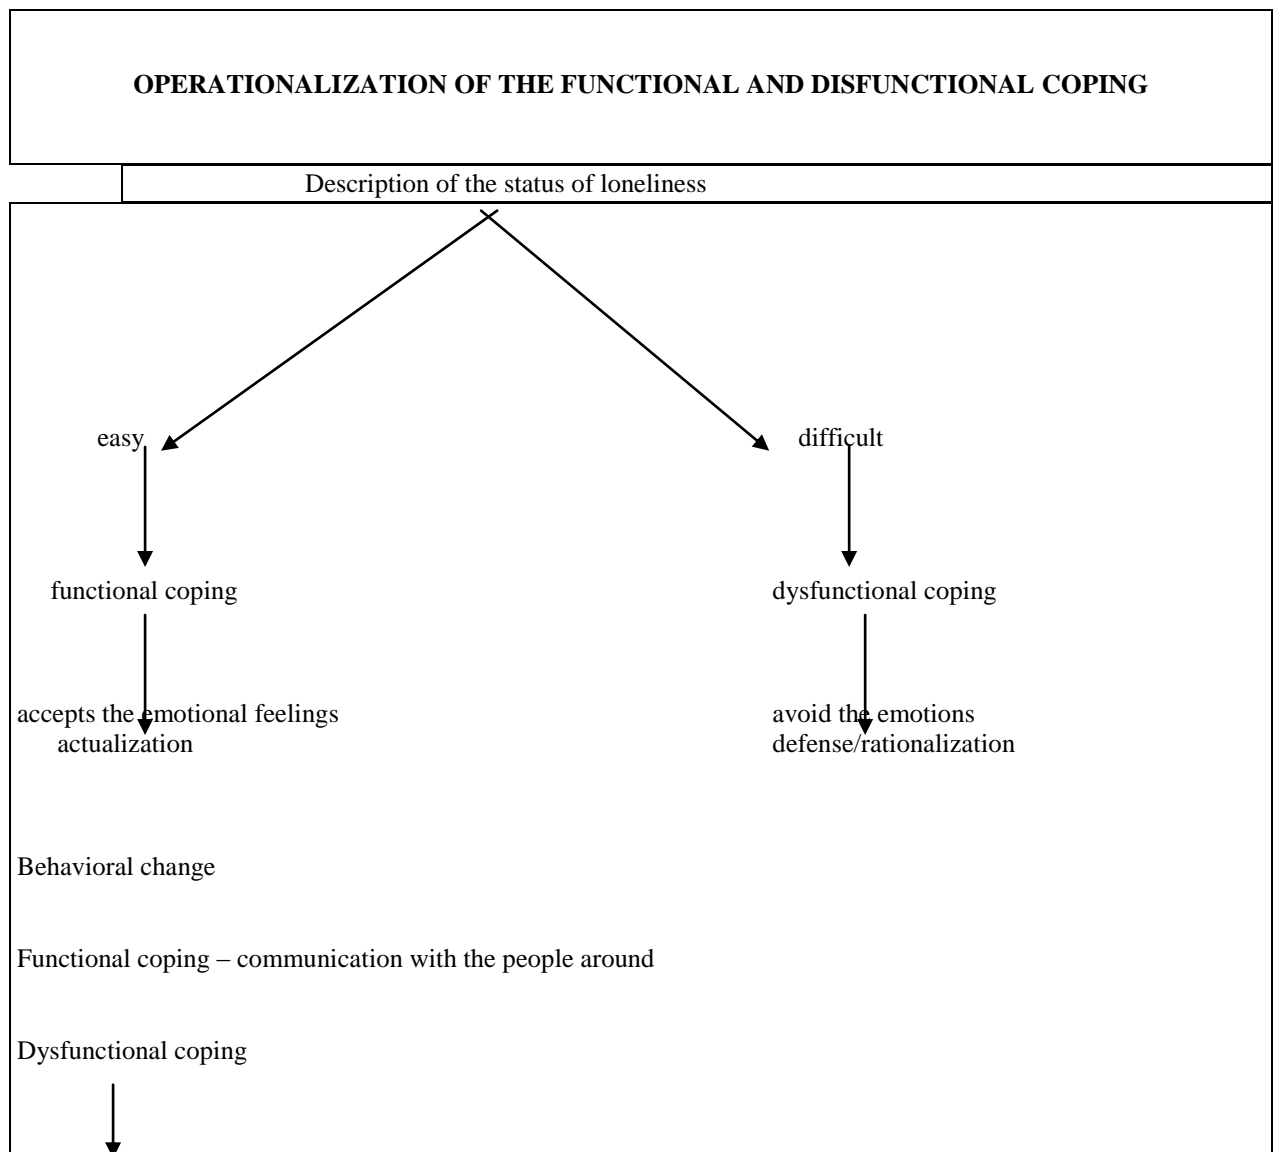 OPERATIONALIZATION OF THE FUNCTIONAL AND DISFUNCTIONAL COPING
Description of the status of loneliness
easy
difficult
functional coping
dysfunctional coping
accepts the emotional feelings
actualization
avoid the emotions
defense/rationalization
Behavioral change
Functional coping – communication with the people around
Dysfunctional coping